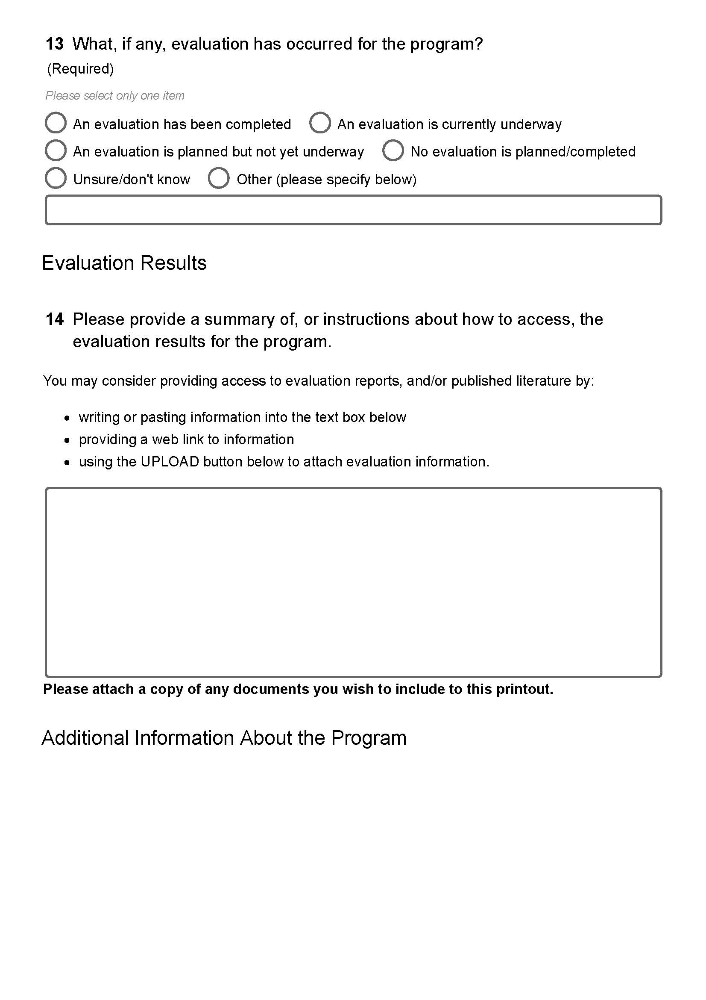 13 What, if any, evaluation has occurred for the program?
(Required)
Please select only one item
An evaluation has been completed An evaluation is currently underway
An evaluation is planned but not yet underway No evaluation is planned/completed
Unsure/don't know Other (please specify below)
Evaluation Results
14 Please provide a summary of, or instructions about how to access, the
evaluation results for the program.
You may consider providing access to evaluation reports, and/or published literature by:
• writing or pasting information into the text box below
• providing a web link to information
• using the UPLOAD button below to attach evaluation information.
Please attach a copy of any documents you wish to include to this printout.
Additional Information About the Program